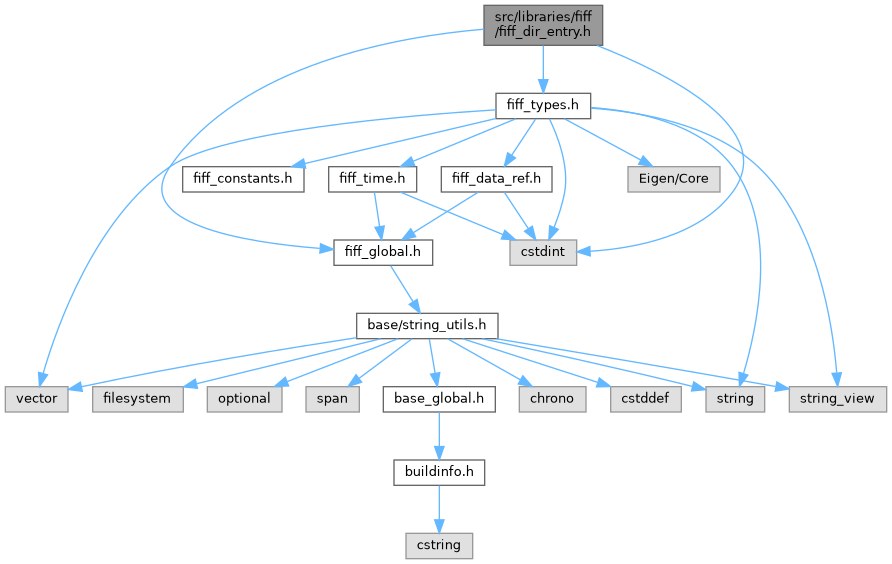 src/libraries/fiff
/fiff_dir_entry.h
fiff_types.h
fiff_constants.h
fiff_time.h
fiff_data_ref.h
Eigen/Core
fiff_global.h
cstdint
base/string_utils.h
vector
filesystem
optional
span
base_global.h
chrono
cstddef
string
string_view
buildinfo.h
cstring